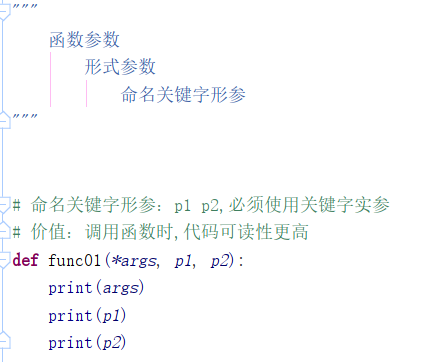 """
函数参数
形式参数
命名关键字形参
"""
# 命名关键字形参: p1 p2,必须使用关键字实参
# 价值: 调用函数时,代码可读性更高
def func01(*args, p1, p2):
print(args)
print(p1)
print(p2)